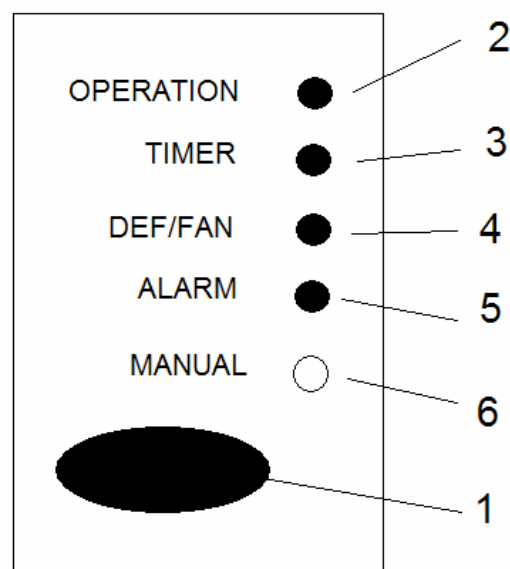 OPERATION 2
TIMER 3
DEF/FAN 4
ALARM 5
MANUAL 6
1